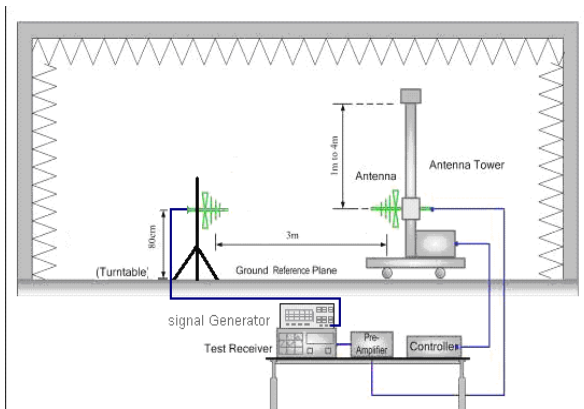 1m to 4m
Antenna
Antenna Tower
80cm
3m
(Turntable)
Ground Reference Plane
signal Generator
Test Receiver
Pre-
Amplifier
Controller